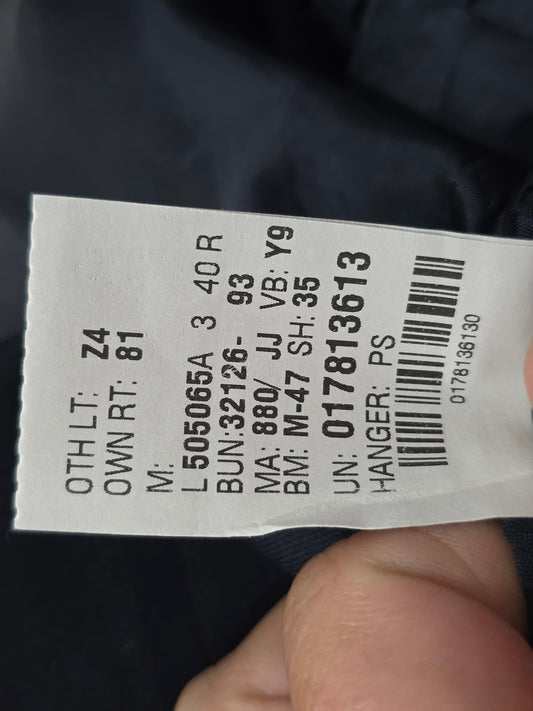 OTH LT: Z4
OWN RT: 81
M:
L 505065A 3 40 R
BUN:32126- 93
MA: 880/ JJ VB: Y9
BM: M-47 SH: 35
UN: 017813613
HANGER: PS
0178136130